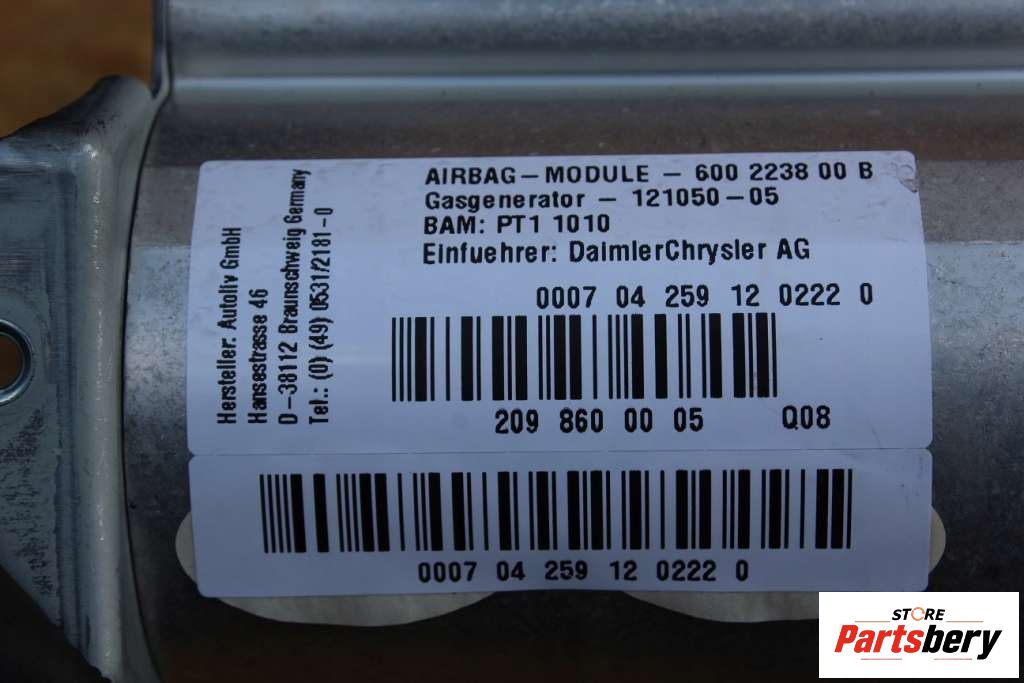 AIRBAG-MODULE - 600 2238 00 B
Gasgenerator - 121050-05
BAM: PT1 1010
Einfuehrer: DaimlerChrysler AG
0007 04 259 12 0222 0
209 860 00 05 Q08
Hersteller: Autoliv GmbH
Hansestrasse 46
D-38112 Braunschweig Germany
Tel.: (0) (49) 0531/2181-0
0007 04 259 12 0222 0
STORE
Partsbery